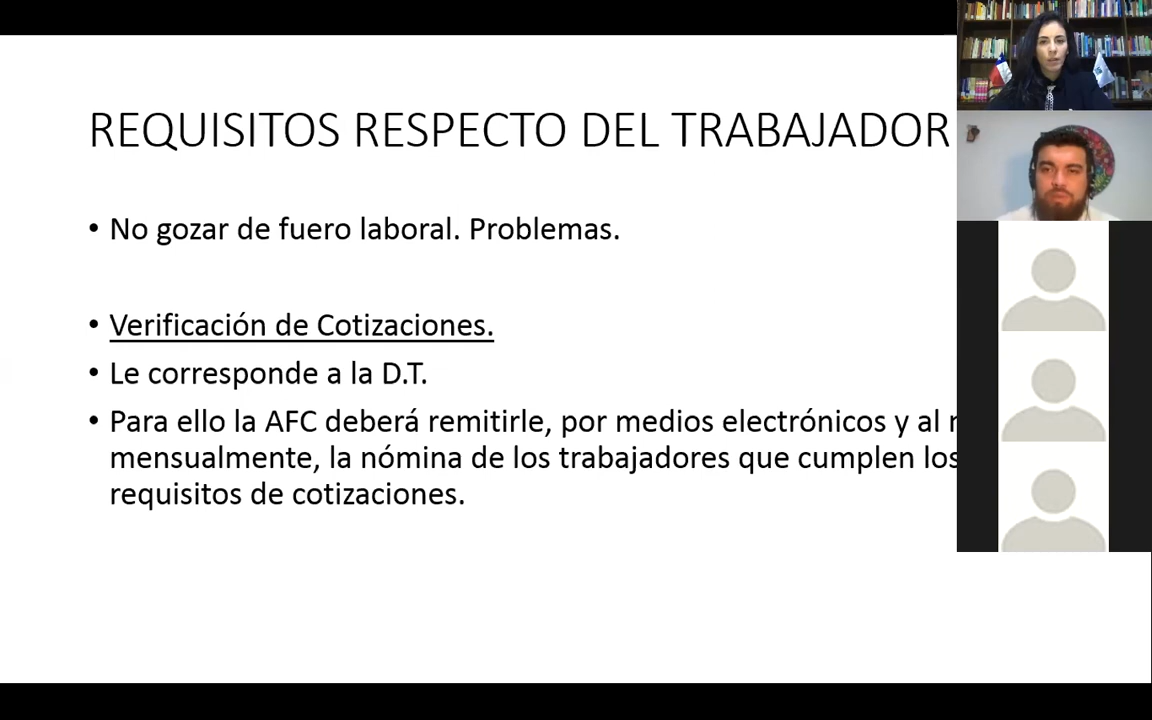 REQUISITOS RESPECTO DEL TRABAJADOR
• No gozar de fuero laboral. Problemas.
• Verificación de Cotizaciones.
• Le corresponde a la D.T.
• Para ello la AFC deberá remitirle, por medios electrónicos y al
mensualmente, la nómina de los trabajadores que cumplen los
requisitos de cotizaciones.